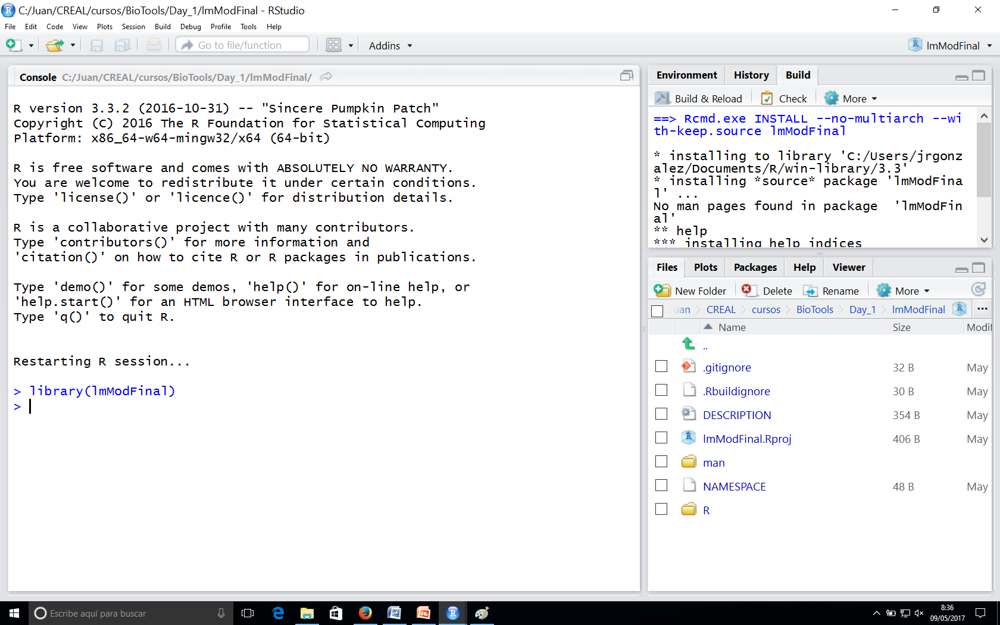 C:/Juan/CREAL/cursos/BioTools/Day_1/lmModFinal - RStudio
File Edit Code View Plots Session Build Debug Profile Tools Help
Go to file/function Addins lmModFinal
Console C:/Juan/CREAL/cursos/BioTools/Day_1/lmModFinal/
R version 3.3.2 (2016-10-31) -- "Sincere Pumpkin Patch"
Copyright (C) 2016 The R Foundation for Statistical Computing
Platform: x86_64-w64-mingw32/x64 (64-bit)
R is free software and comes with ABSOLUTELY NO WARRANTY.
You are welcome to redistribute it under certain conditions.
Type 'license()' or 'licence()' for distribution details.
R is a collaborative project with many contributors.
Type 'contributors()' for more information and
'citation()' on how to cite R or R packages in publications.
Type 'demo()' for some demos, 'help()' for on-line help, or
'help.start()' for an HTML browser interface to help.
Type 'q()' to quit R.
Restarting R session...
> library(lmModFinal)
>
Environment History Build
Build & Reload Check More
==> Rcmd.exe INSTALL --no-multiarch --wi
th-keep.source lmModFinal
* installing to library 'C:/Users/jrgonz
alez/Documents/R/win-library/3.3'
* installing *source* package 'lmModFina
l' ...
No man pages found in package  'lmModFin
al'
** help
*** installing help indices
Files Plots Packages Help Viewer
New Folder Delete Rename More
uan CREAL cursos BioTools Day_1 lmModFinal ...
Name Size Modif
..
.gitignore 32 B May
.Rbuildignore 30 B May
DESCRIPTION 354 B May
lmModFinal.Rproj 406 B May
man
NAMESPACE 48 B May
R
Escribe aquí para buscar
8:36
09/05/2017